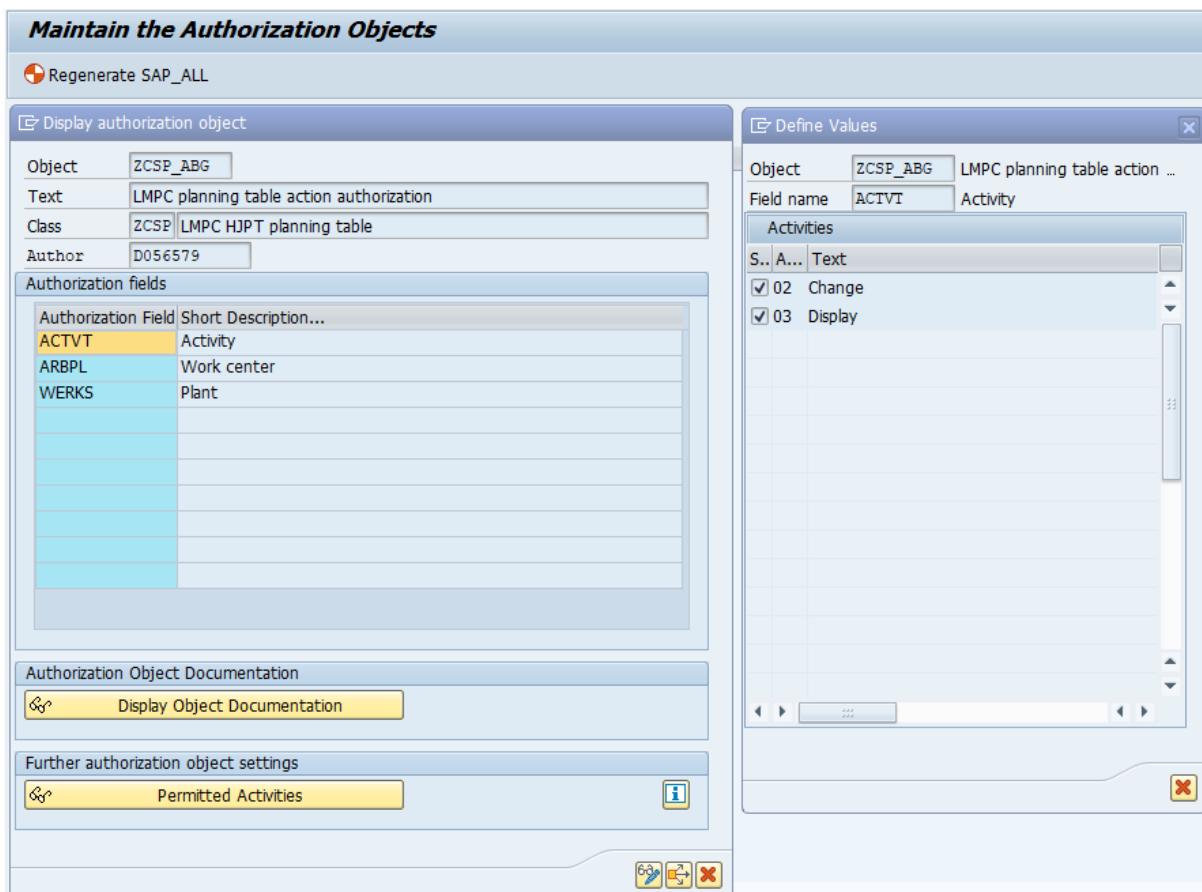 Maintain the Authorization Objects
Regenerate SAP_ALL
Display authorization object
Object ZCSP_ABG
Text LMPC planning table action authorization
Class ZCSP LMPC HJPT planning table
Author D056579
Authorization fields
Authorization Field Short Description...
ACTVT Activity
ARBPL Work center
WERKS Plant
Authorization Object Documentation
Display Object Documentation
Further authorization object settings
Permitted Activities
Define Values
Object ZCSP_ABG LMPC planning table action ...
Field name ACTVT Activity
Activities
S.. A... Text
02 Change
03 Display